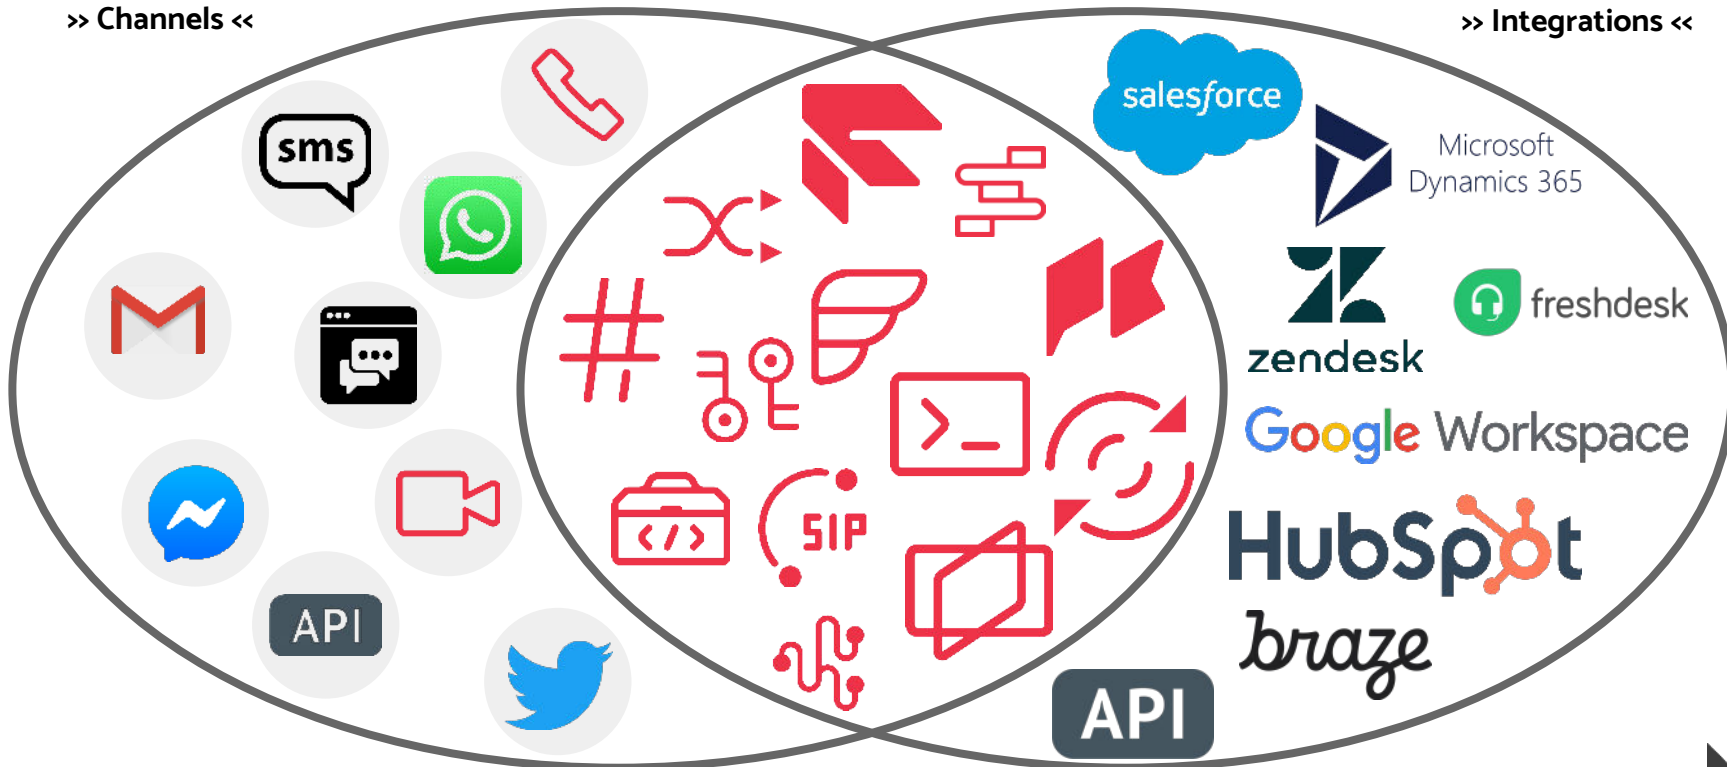 >> Channels <<
>> Integrations <<
sms
salesforce
Microsoft
Dynamics 365
zendesk
freshdesk
Google Workspace
</>
SIP
HubSpot
braze
API
API